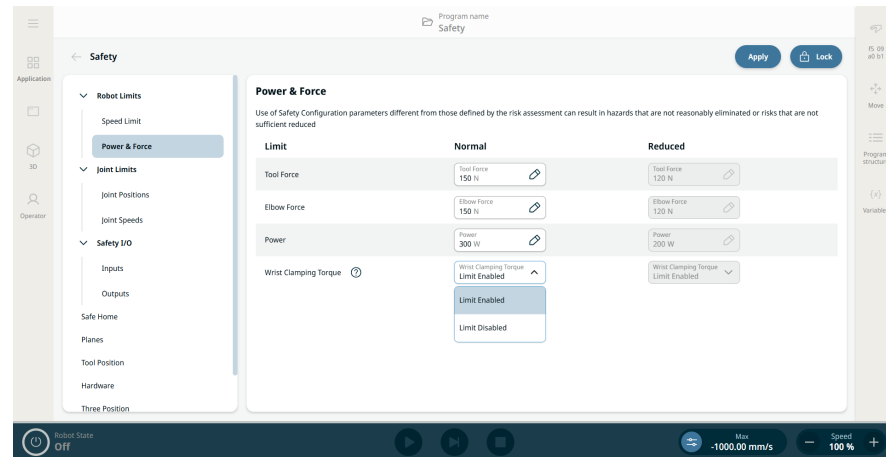 Program name
Safety
Safety
Apply
Lock
f5 09
a0 b1
Application
Move
3D
Program
structur
Operator
{x}
Variable
Robot Limits
Speed Limit
Power & Force
Joint Limits
Joint Positions
Joint Speeds
Safety I/O
Inputs
Outputs
Safe Home
Planes
Tool Position
Hardware
Three Position
Power & Force
Use of Safety Configuration parameters different from those defined by the risk assessment can result in hazards that are not reasonably eliminated or risks that are not
sufficient reduced
Limit Normal Reduced
Tool Force
Tool Force
150 N
Tool Force
120 N
Elbow Force
Elbow Force
150 N
Elbow Force
120 N
Power
Power
300 W
Power
200 W
Wrist Clamping Torque ?
Wrist Clamping Torque
Limit Enabled
Wrist Clamping Torque
Limit Enabled
Limit Enabled
Limit Disabled
Robot State
Off
Max
-1000.00 mm/s
Speed
100 %